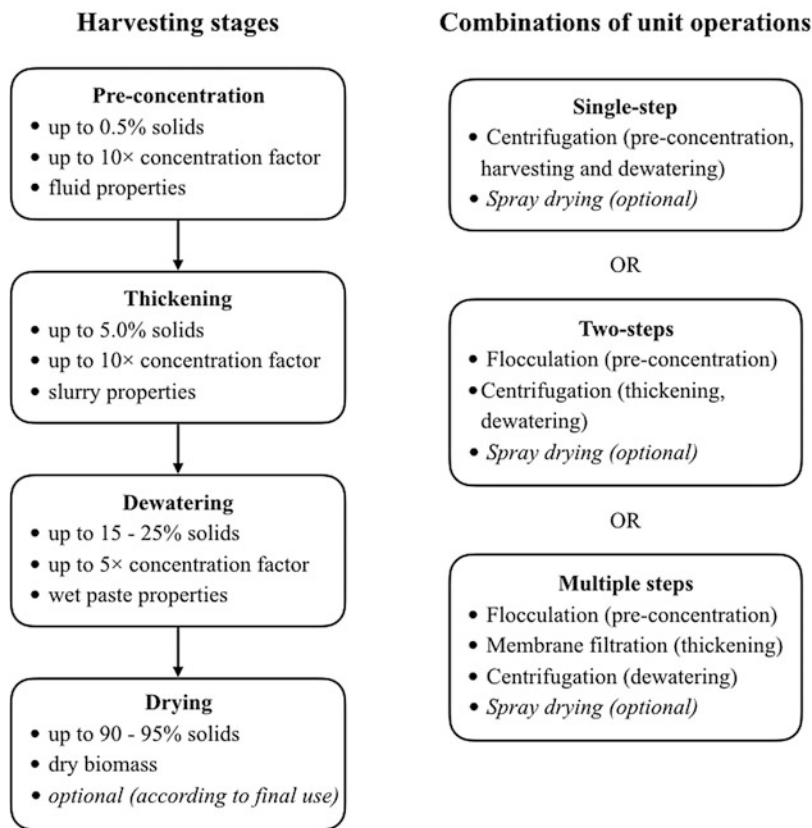 Harvesting stages
Pre-concentration
• up to 0.5% solids
• up to 10× concentration factor
• fluid properties
Thickening
• up to 5.0% solids
• up to 10× concentration factor
• slurry properties
Dewatering
• up to 15 - 25% solids
• up to 5× concentration factor
• wet paste properties
Drying
• up to 90 - 95% solids
• dry biomass
• optional (according to final use)
Combinations of unit operations
Single-step
• Centrifugation (pre-concentration,
harvesting and dewatering)
• Spray drying (optional)
OR
Two-steps
• Flocculation (pre-concentration)
• Centrifugation (thickening,
dewatering)
• Spray drying (optional)
OR
Multiple steps
• Flocculation (pre-concentration)
• Membrane filtration (thickening)
• Centrifugation (dewatering)
• Spray drying (optional)